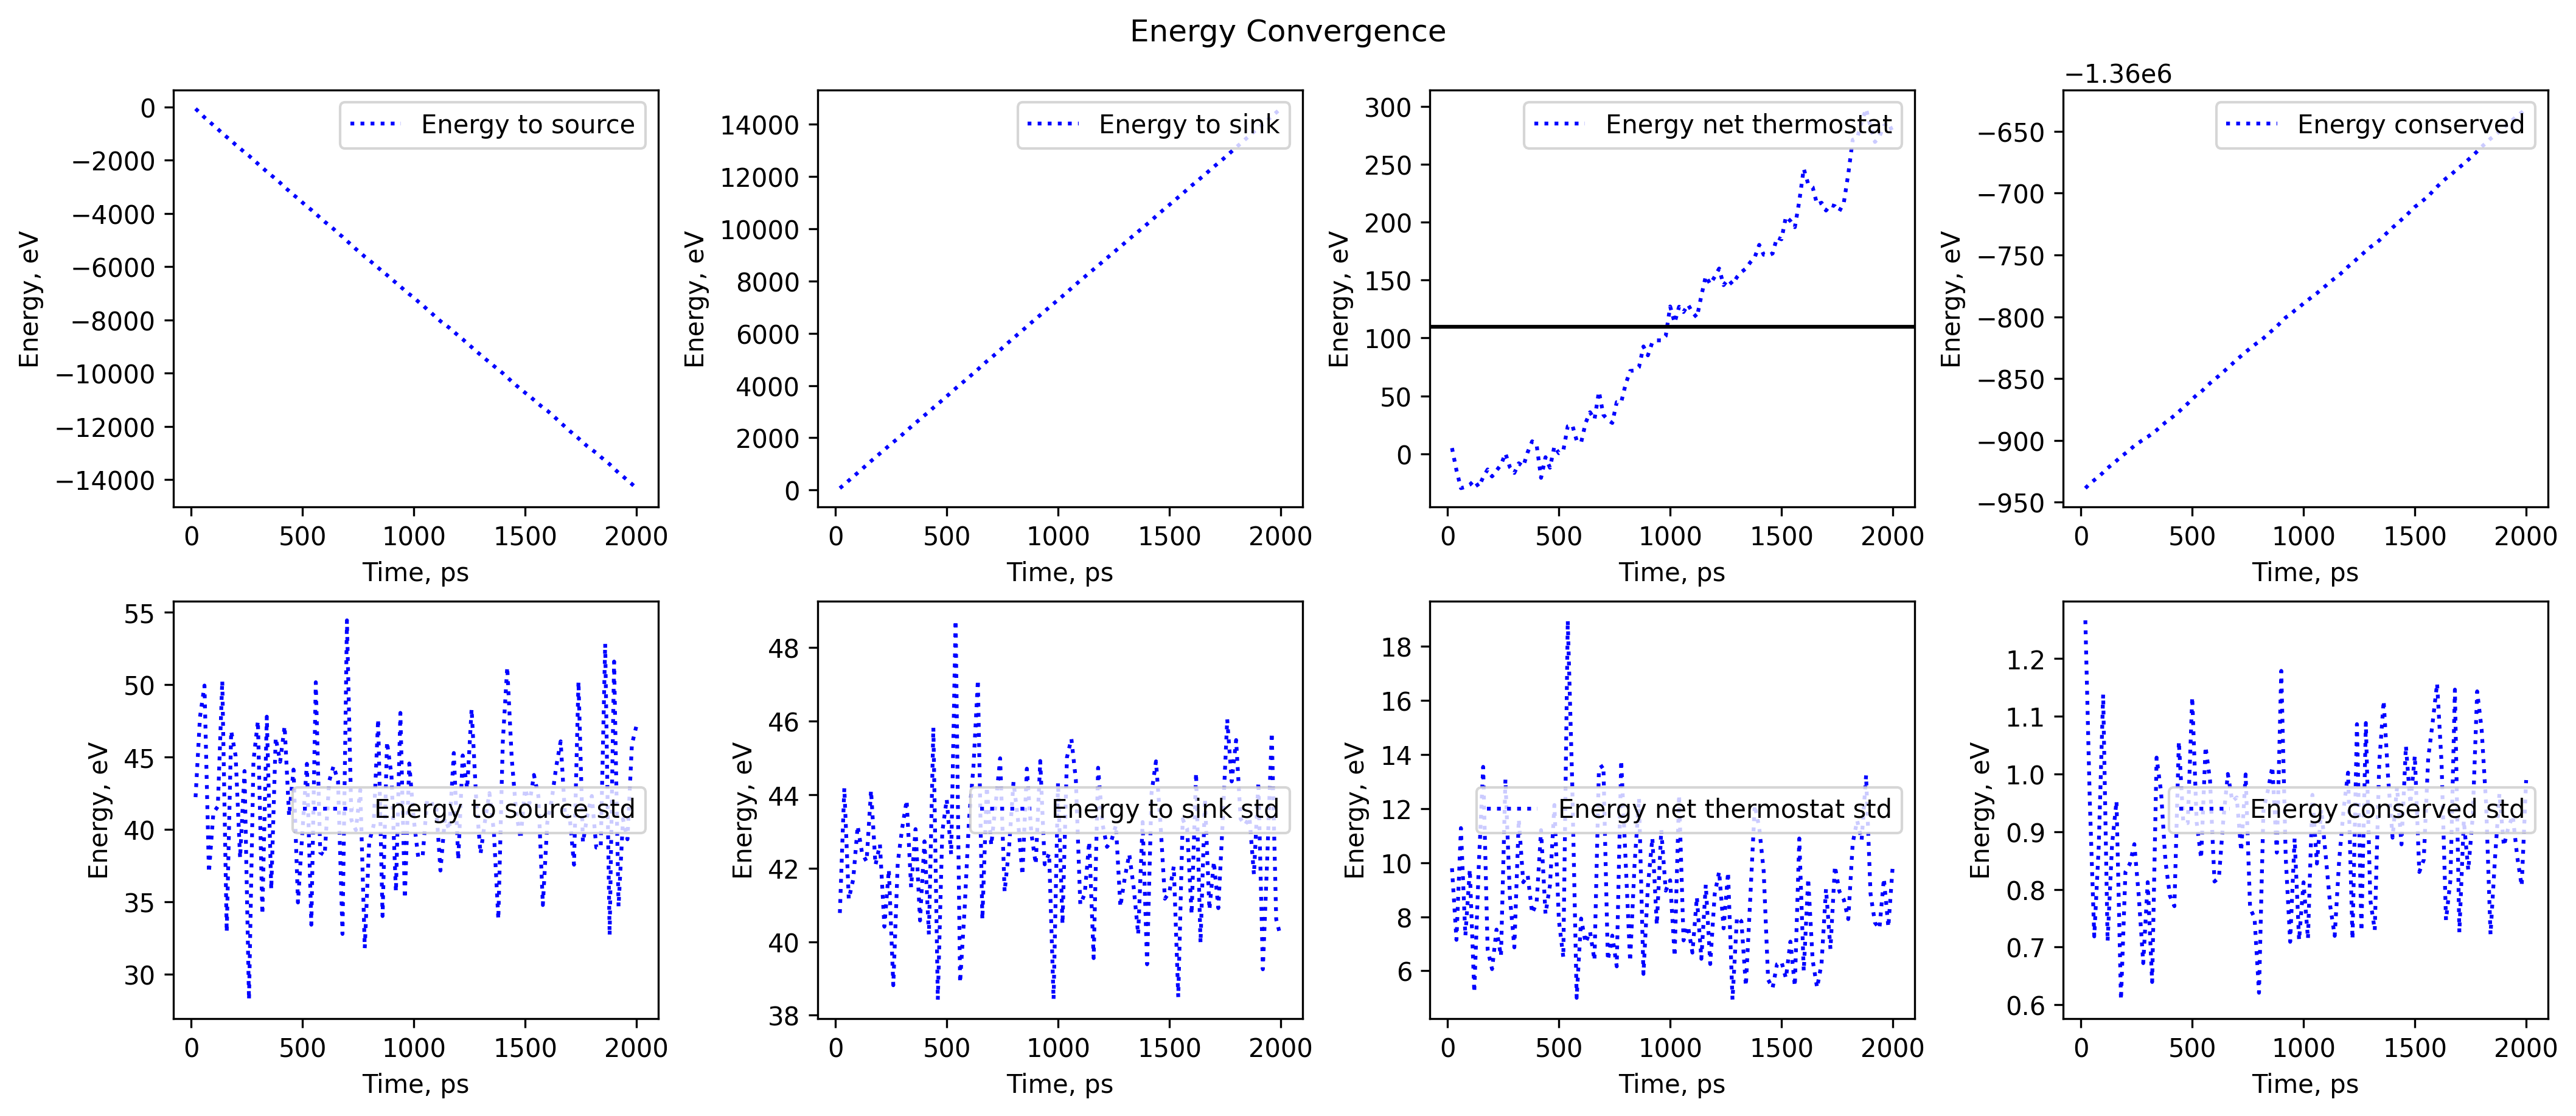 Energy Convergence
0
−2000
−4000
−6000
−8000
−10000
−12000
−14000
Energy, eV
Energy to source
0 500 1000 1500 2000
Time, ps
14000
12000
10000
8000
6000
4000
2000
0
Energy, eV
Energy to sink
0 500 1000 1500 2000
Time, ps
300
250
200
150
100
50
0
Energy, eV
Energy net thermostat
0 500 1000 1500 2000
Time, ps
−1.36e6
−650
−700
−750
−800
−850
−900
−950
Energy, eV
Energy conserved
0 500 1000 1500 2000
Time, ps
55
50
45
40
35
30
Energy, eV
Energy to source std
0 500 1000 1500 2000
Time, ps
48
46
44
42
40
38
Energy, eV
Energy to sink std
0 500 1000 1500 2000
Time, ps
18
16
14
12
10
8
6
Energy, eV
Energy net thermostat std
0 500 1000 1500 2000
Time, ps
1.2
1.1
1.0
0.9
0.8
0.7
0.6
Energy, eV
Energy conserved std
0 500 1000 1500 2000
Time, ps